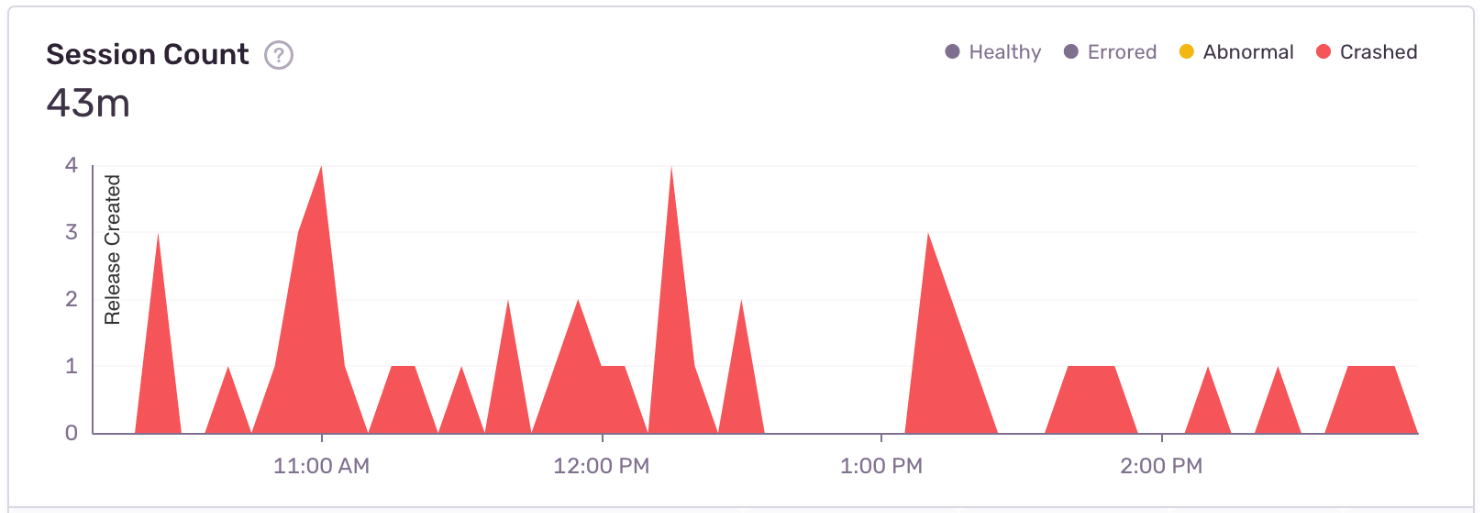 Session Count ?
Healthy Errored Abnormal Crashed
43m
4
3
2
1
0
Release Created
11:00 AM 12:00 PM 1:00 PM 2:00 PM